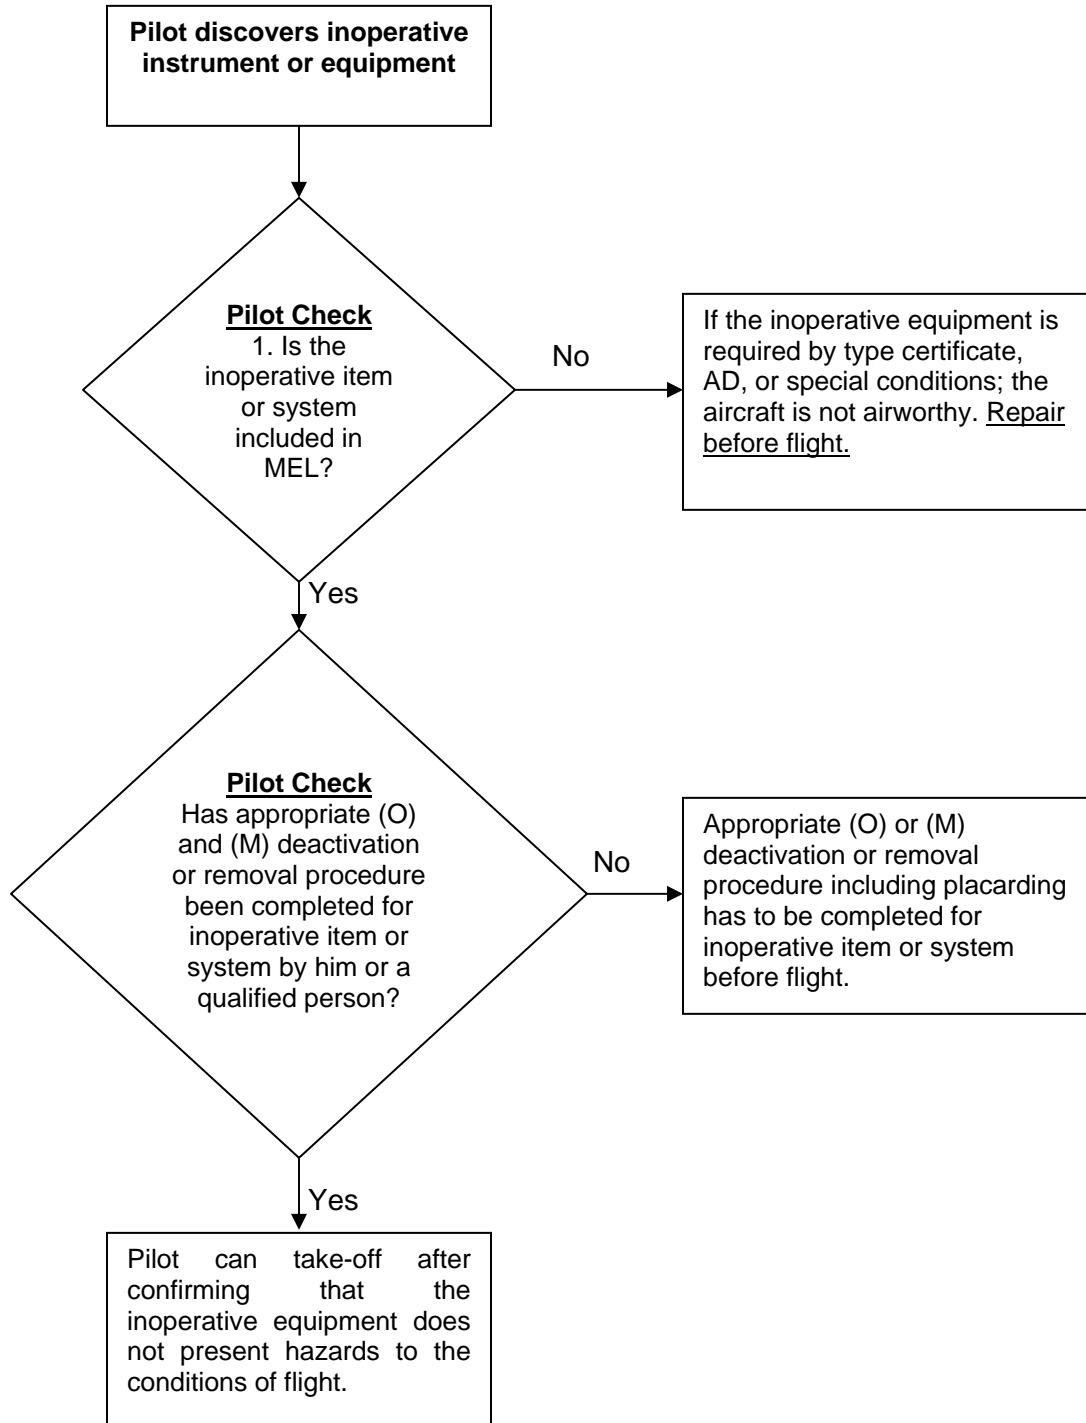 Pilot discovers inoperative
instrument or equipment
Pilot Check
1. Is the
inoperative item
or system
included in
MEL?
No
If the inoperative equipment is
required by type certificate,
AD, or special conditions; the
aircraft is not airworthy. Repair
before flight.
Yes
Pilot Check
Has appropriate (O)
and (M) deactivation
or removal procedure
been completed for
inoperative item or
system by him or a
qualified person?
No
Appropriate (O) or (M)
deactivation or removal
procedure including placarding
has to be completed for
inoperative item or system
before flight.
Yes
Pilot can take-off after
confirming that the
inoperative equipment does
not present hazards to the
conditions of flight.